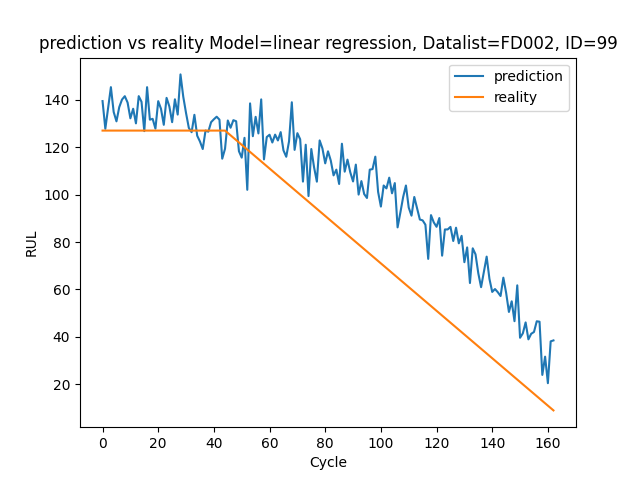 prediction vs reality Model=linear regression, Datalist=FD002, ID=99
prediction
reality
140
120
100
80
60
40
20
RUL
0 20 40 60 80 100 120 140 160
Cycle